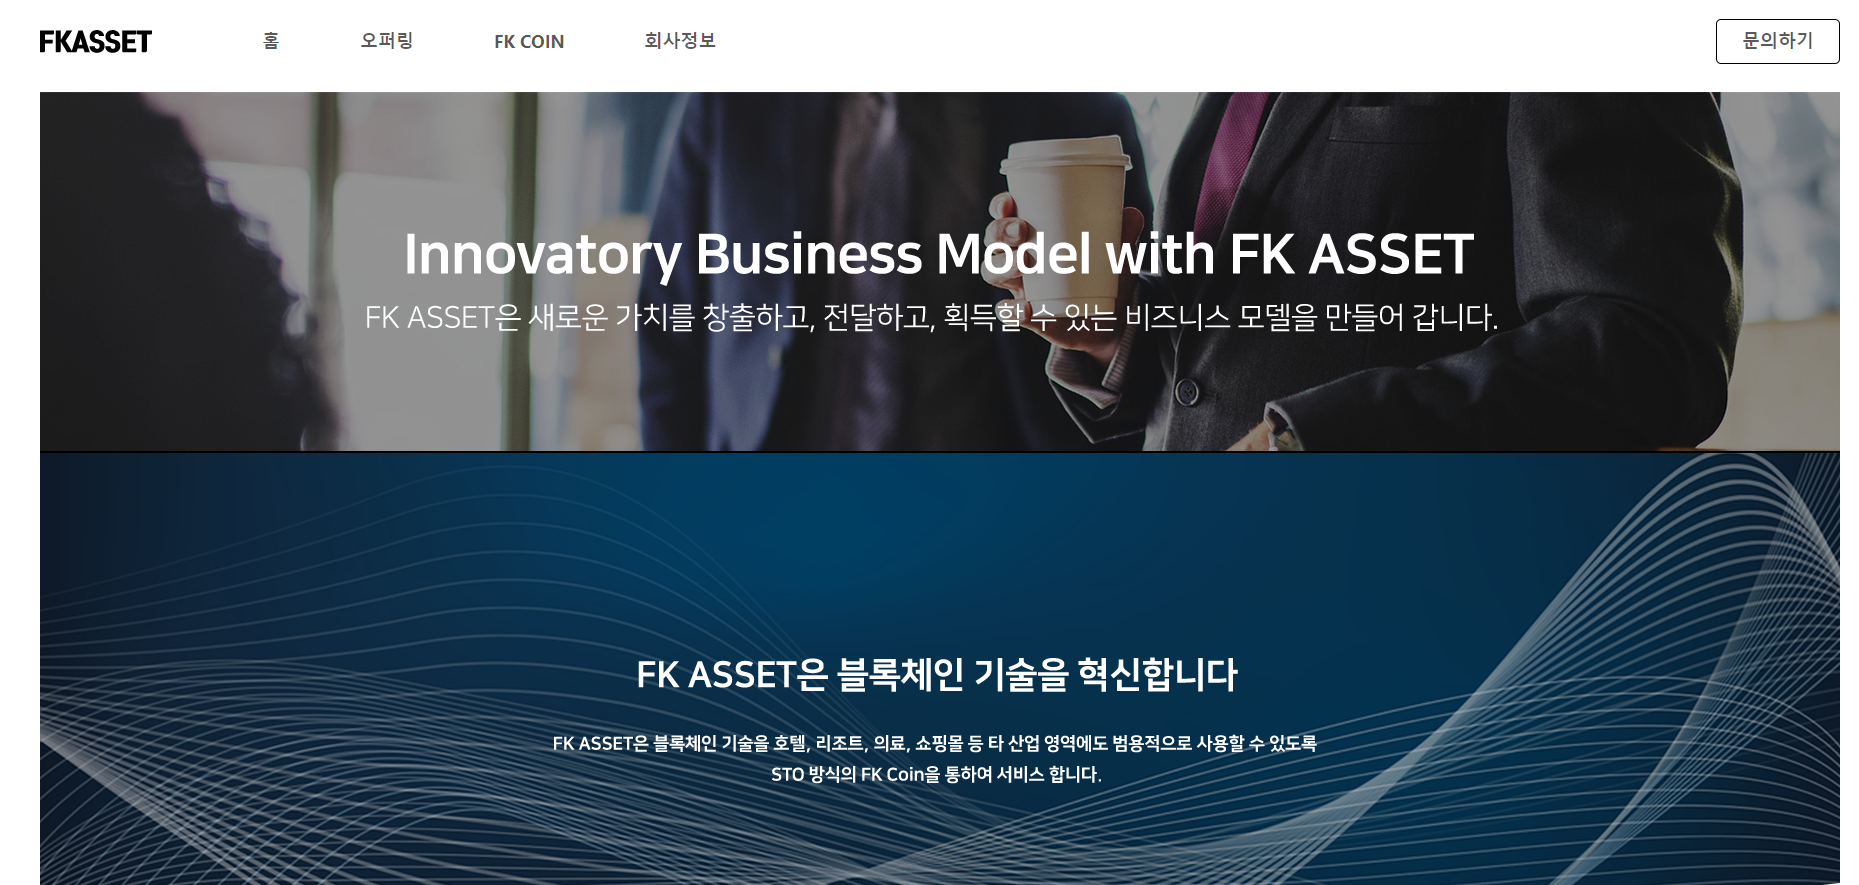 FKASSET
홈
오퍼링
FK COIN
회사정보
문의하기
Innovatory Business Model with FK ASSET
FK ASSET은 새로운 가치를 창출하고, 전달하고, 획득할 수 있는 비즈니스 모델을 만들어 갑니다.
FK ASSET은 블록체인 기술을 혁신합니다
FK ASSET은 블록체인 기술을 호텔, 리조트, 의료, 쇼핑몰 등 타 산업 영역에도 범용적으로 사용할 수 있도록
STO 방식의 FK Coin을 통하여 서비스 합니다.